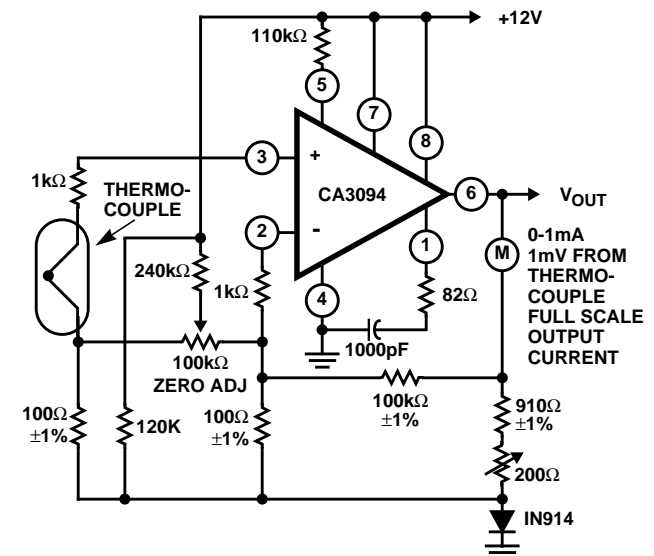 +12V
110kΩ
5
7
8
3
+
1kΩ
THERMO-
COUPLE
CA3094
6
V_OUT
2
-
1
0-1mA
1mV FROM
THERMO-
COUPLE
FULL SCALE
OUTPUT
CURRENT
M
240kΩ
1kΩ
4
82Ω
1000pF
100kΩ
ZERO ADJ
100kΩ
±1%
100Ω
±1%
120K
100Ω
±1%
910Ω
±1%
200Ω
IN914